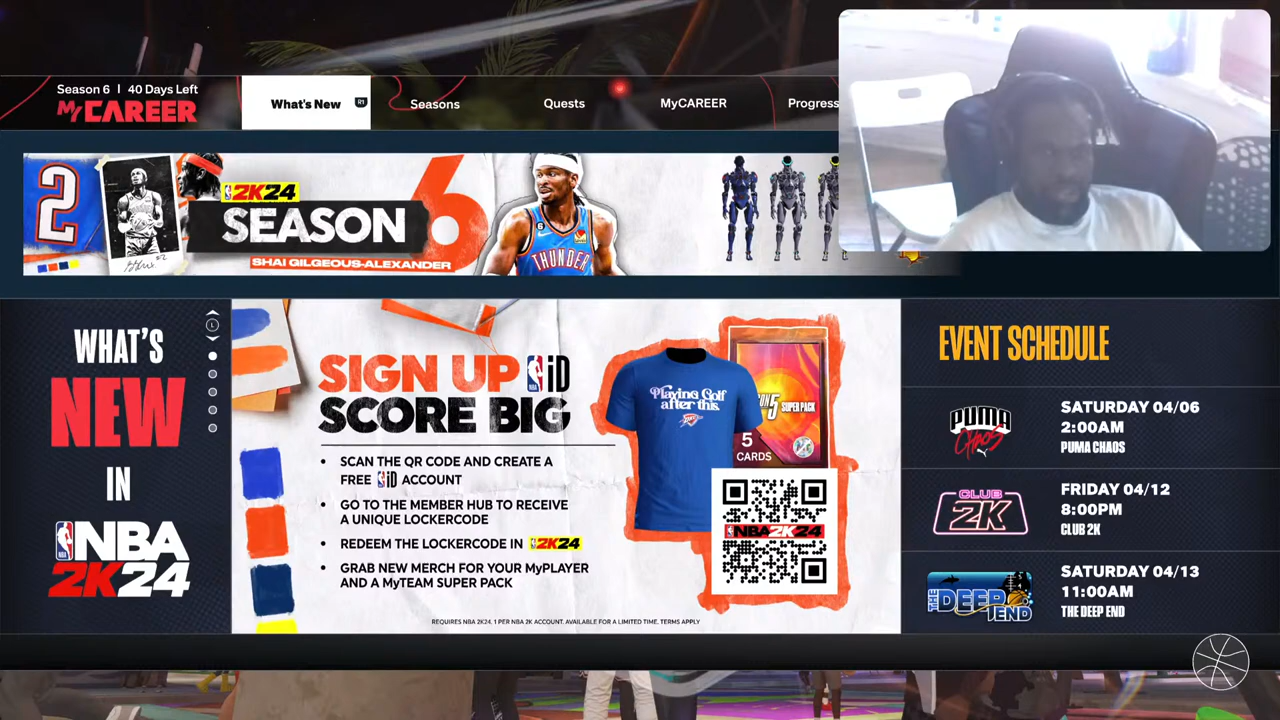 Season 6 | 40 Days Left
MyCAREER
What's New
R1
Seasons
Quests
MyCAREER
Progress
2
2K24
SEASON 6
SHAI GILGEOUS-ALEXANDER
THUNDER
WHAT'S
NEW
IN
NBA
2K24
L
SIGN UP NBA iD
SCORE BIG
• SCAN THE QR CODE AND CREATE A
FREE iD ACCOUNT
• GO TO THE MEMBER HUB TO RECEIVE
A UNIQUE LOCKERCODE
• REDEEM THE LOCKERCODE IN 2K24
• GRAB NEW MERCH FOR YOUR MyPLAYER
AND A MyTEAM SUPER PACK
REQUIRES NBA 2K24. 1 PER NBA 2K ACCOUNT. AVAILABLE FOR A LIMITED TIME. TERMS APPLY
Playing Golf
after this.
5 SUPER PACK
5
CARDS
NBA2K24
EVENT SCHEDULE
PUMA
Chaos
SATURDAY 04/06
2:00AM
PUMA CHAOS
CLUB
2K
FRIDAY 04/12
8:00PM
CLUB 2K
THE DEEP END
SATURDAY 04/13
11:00AM
THE DEEP END